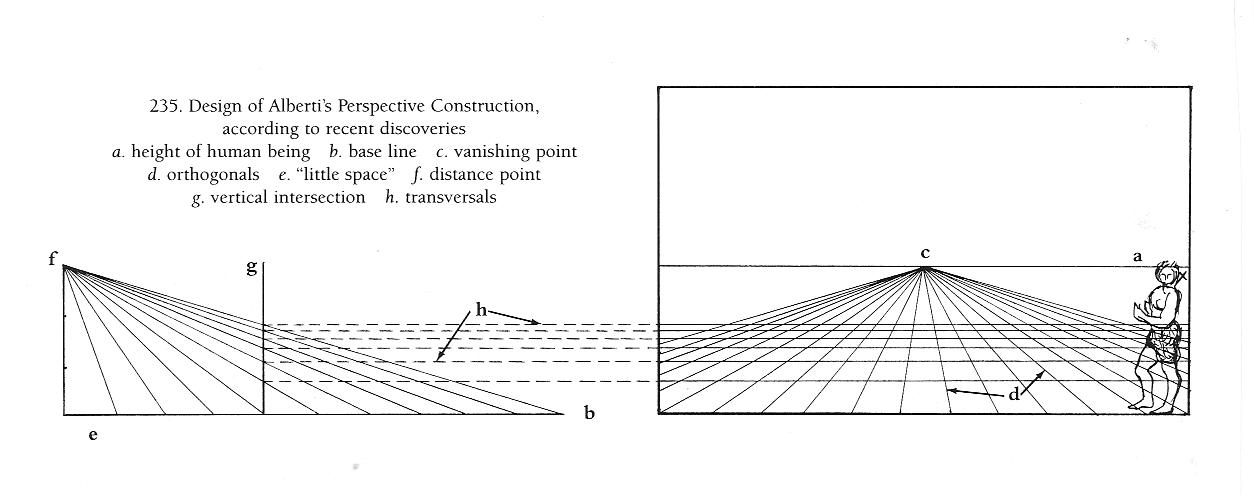 235. Design of Alberti’s Perspective Construction,
according to recent discoveries
a. height of human being b. base line c. vanishing point
d. orthogonals e. “little space” f. distance point
g. vertical intersection h. transversals
f
g
h
b
e
c
a
x
d